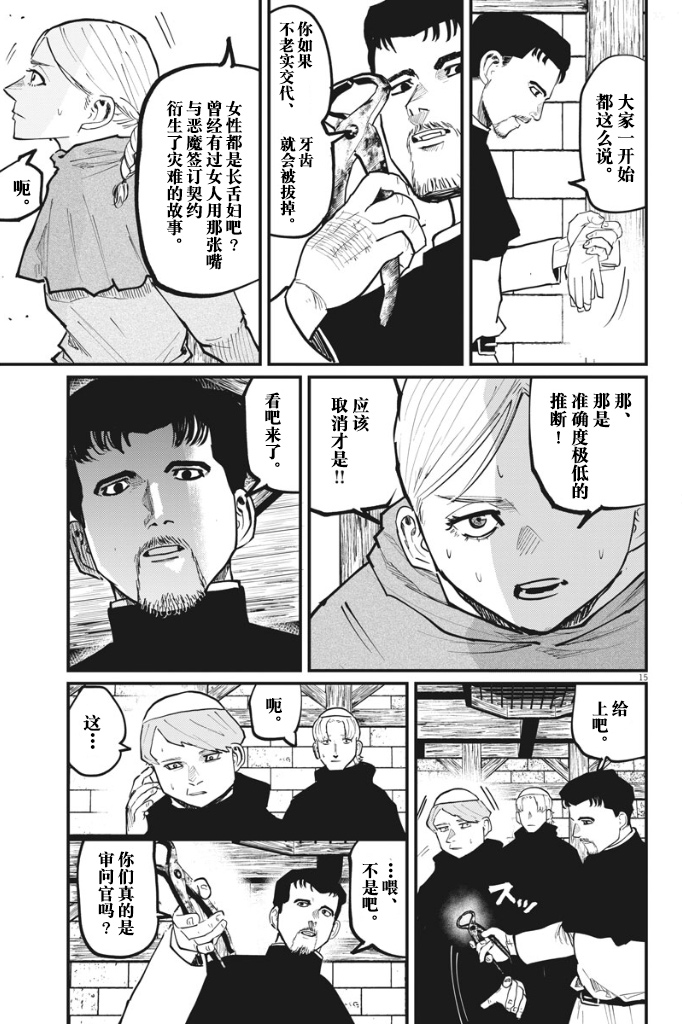 大家一开始
都这么说。
你如果
不老实交代、
牙齿
就会被拔掉。
女性都是长舌妇吧？
曾经有过女人用那张嘴
与恶魔签订契约
衍生了灾难的故事。
呃。
那、
那是
准确度极低的
推断！
应该
取消才是!!
看吧来了。
15
给
上吧。
スッ
呃。
这…
…喂、
不是吧。
你们真的是
审问官吗？